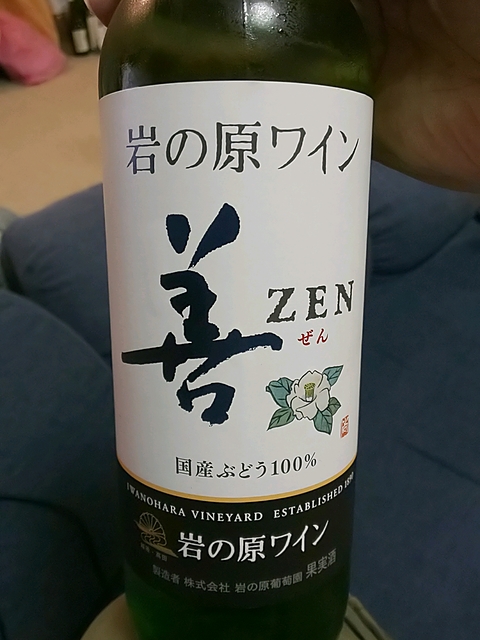 岩の原ワイン
善
ZEN
ぜん
国産ぶどう100%
IWANOHARA VINEYARD ESTABLISHED 1890
岩の原ワイン
製造者 株式会社 岩の原葡萄園 果実酒